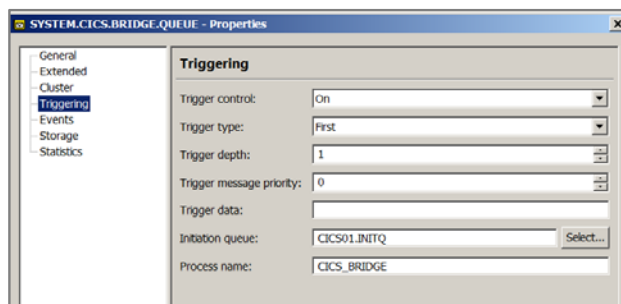 SYSTEM.CICS.BRIDGE.QUEUE - Properties
General
Extended
Cluster
Triggering
Events
Storage
Statistics
Triggering
Trigger control: On
Trigger type: First
Trigger depth: 1
Trigger message priority: 0
Trigger data:
Initiation queue: CICS01.INITQ Select...
Process name: CICS_BRIDGE